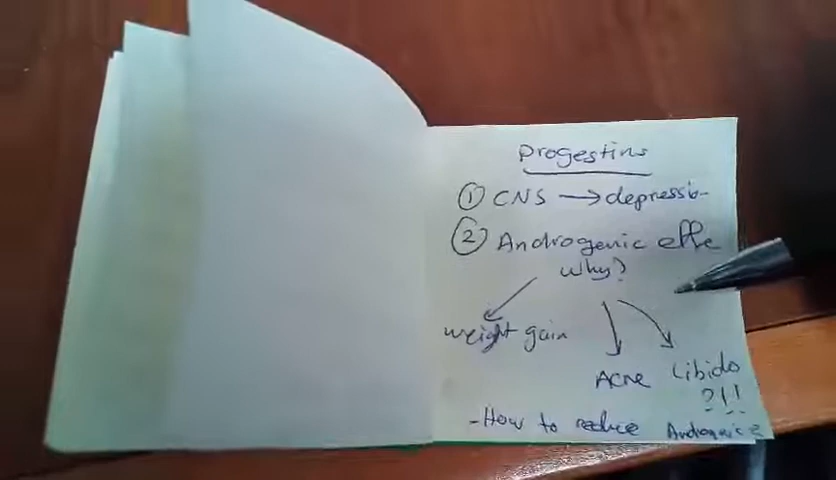 Progestins
① CNS → depressio-
② Androgenic effe
why?
weight gain
Acne
Libido
?!!
- How to reduce Androgenic e